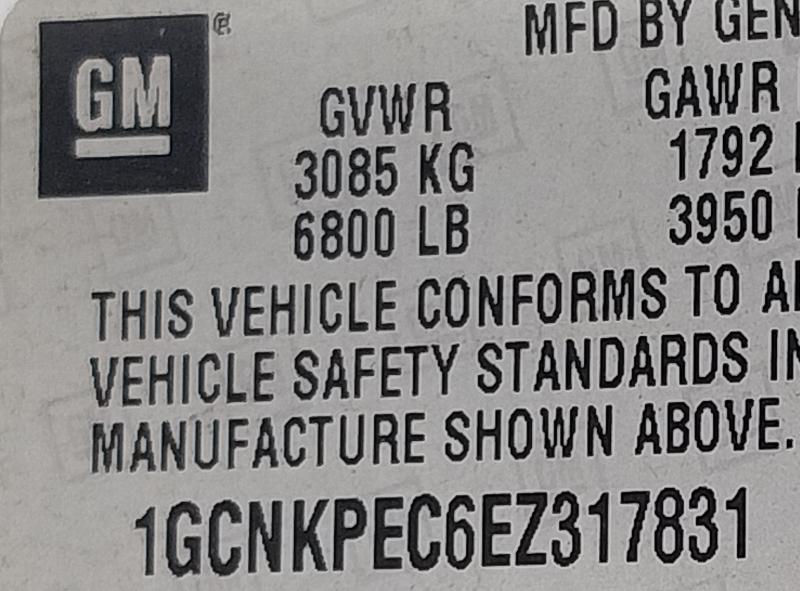 GM®
MFD BY GEN
GVWR GAWR
3085 KG 1792
6800 LB 3950
THIS VEHICLE CONFORMS TO A
VEHICLE SAFETY STANDARDS IN
MANUFACTURE SHOWN ABOVE.
1GCNKPEC6EZ317831